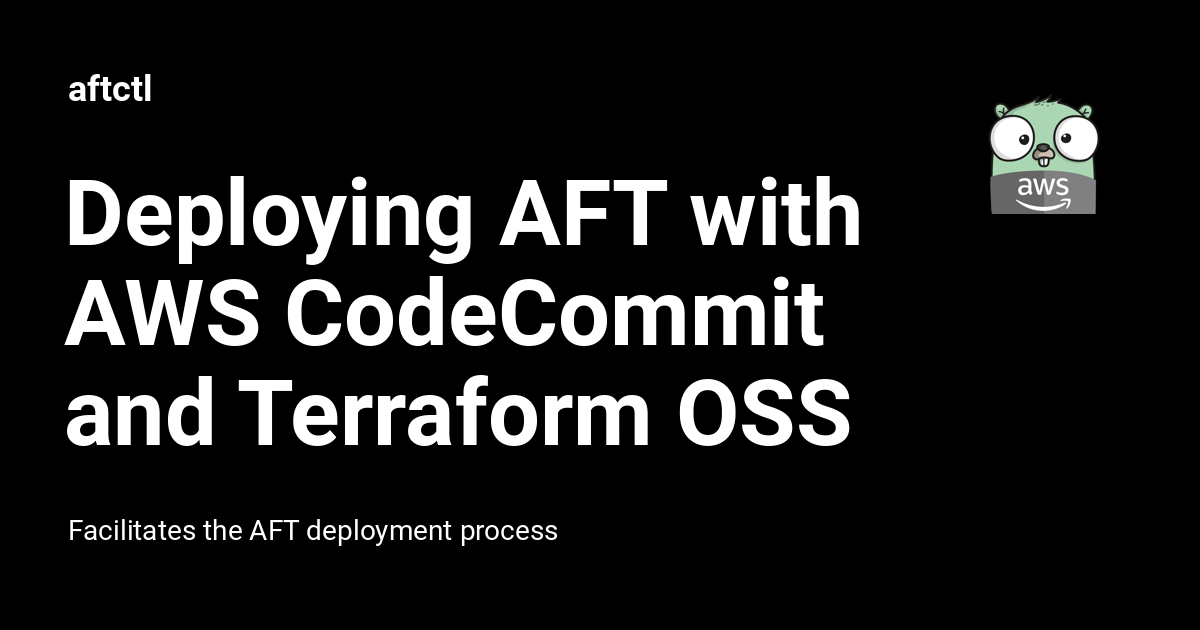 aftctl
aws
Deploying AFT with
AWS CodeCommit
and Terraform OSS
Facilitates the AFT deployment process